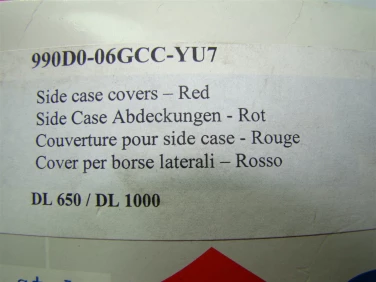 990D0-06GCC-YU7
Side case covers – Red
Side Case Abdeckungen - Rot
Couverture pour side case - Rouge
Cover per borse laterali – Rosso
DL 650 / DL 1000